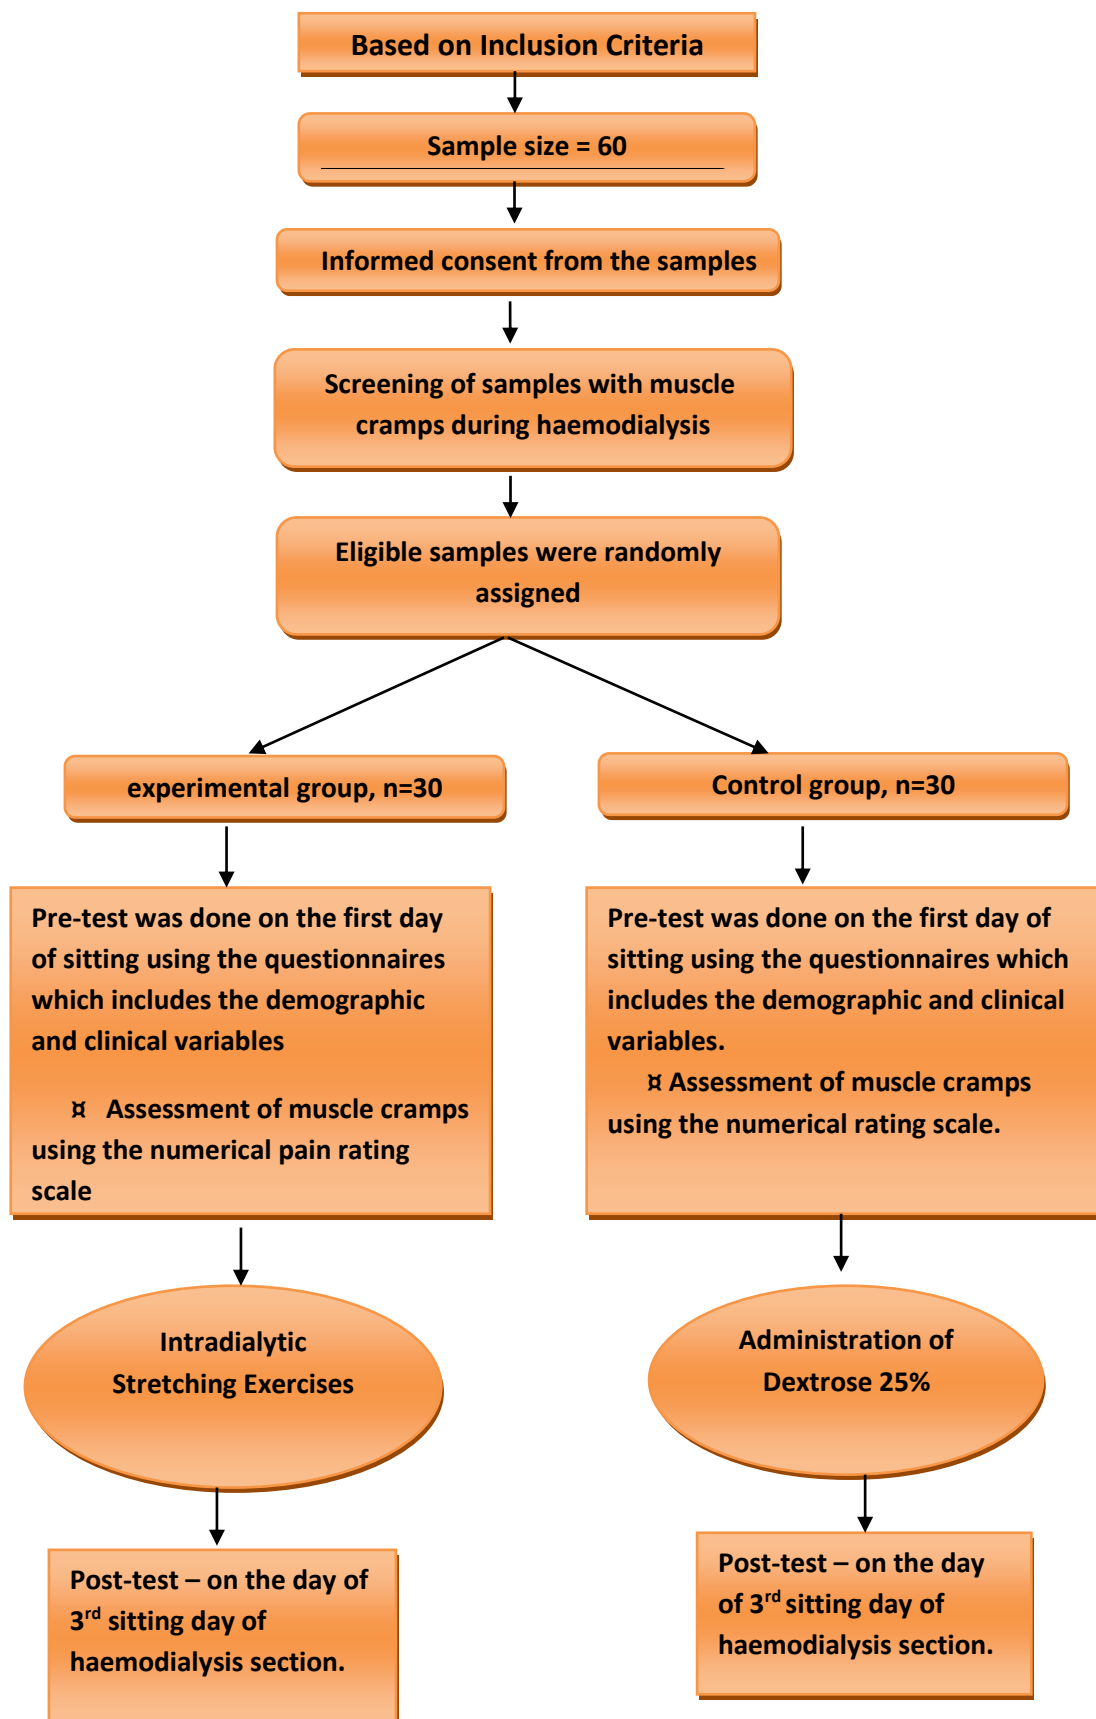 Based on Inclusion Criteria
Sample size = 60
Informed consent from the samples
Screening of samples with muscle
cramps during haemodialysis
Eligible samples were randomly
assigned
experimental group, n=30
Control group, n=30
Pre-test was done on the first day
of sitting using the questionnaires
which includes the demographic
and clinical variables
¤ Assessment of muscle cramps
using the numerical pain rating
scale
Pre-test was done on the first day of
sitting using the questionnaires which
includes the demographic and clinical
variables.
¤ Assessment of muscle cramps
using the numerical rating scale.
Intradialytic
Stretching Exercises
Administration of
Dextrose 25%
Post-test – on the day of
3rd sitting day of
haemodialysis section.
Post-test – on the day
of 3rd sitting day of
haemodialysis section.